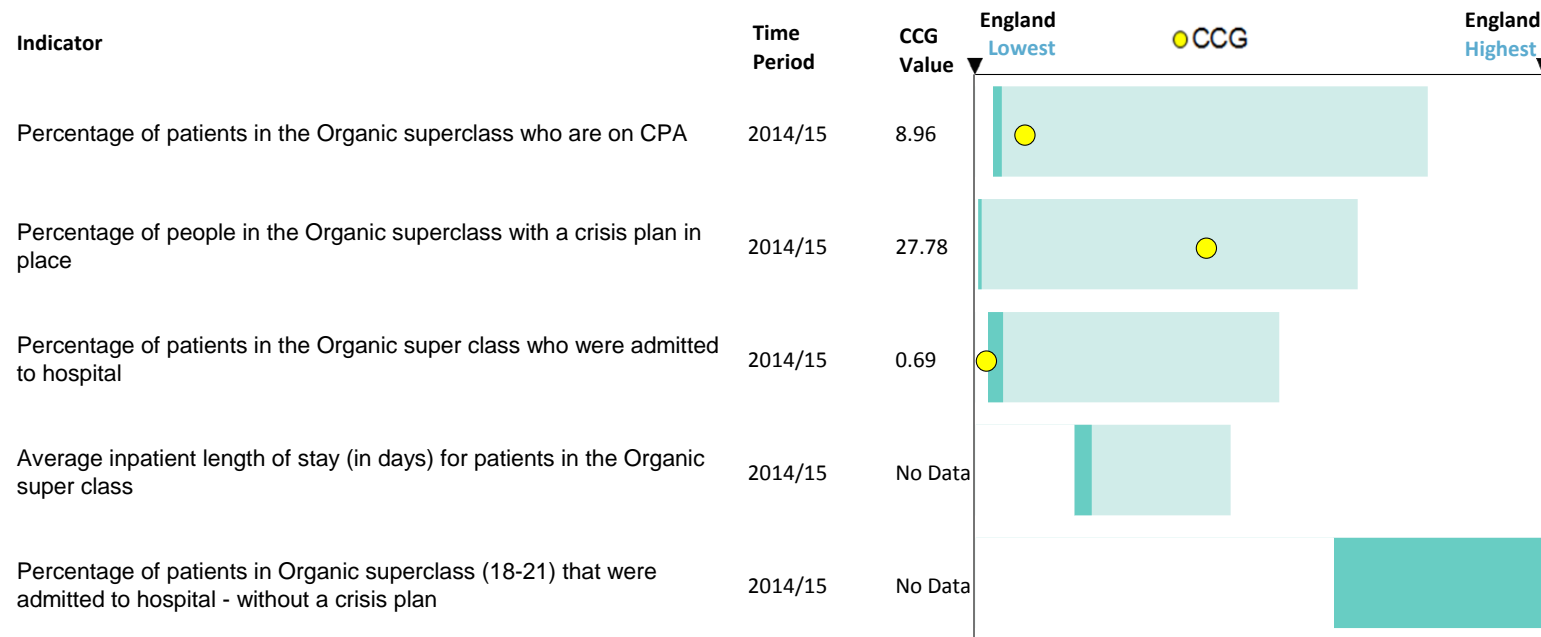 Indicator
Time Period
CCG Value
England Lowest
CCG
England Highest
Percentage of patients in the Organic superclass who are on CPA 2014/15 8.96
Percentage of people in the Organic superclass with a crisis plan in
place
2014/15 27.78
Percentage of patients in the Organic super class who were admitted
to hospital
2014/15 0.69
Average inpatient length of stay (in days) for patients in the Organic
super class
2014/15 No Data
Percentage of patients in Organic superclass (18-21) that were
admitted to hospital - without a crisis plan
2014/15 No Data